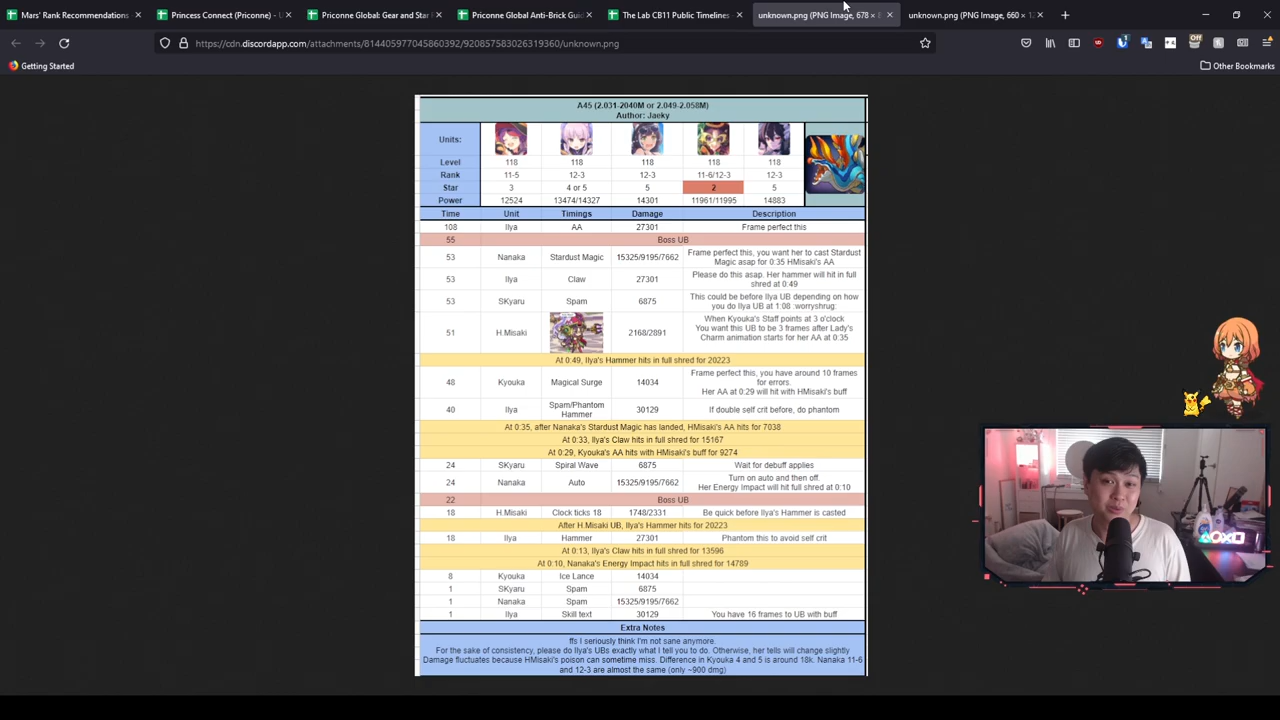 Mars' Rank Recommendations
Princess Connect (Priconne) - U
Priconne Global: Gear and Star
Priconne Global Anti-Brick Gui
The Lab CB11 Public Timelines
unknown.png (PNG Image, 678 ×
unknown.png (PNG Image, 660 × 12
https://cdn.discordapp.com/attachments/814405977045860392/920857583026319360/unknown.png
Off
Getting Started
Other Bookmarks
A45 (2.031-2040M or 2.049-2.058M)
Author: Jaeky
Units:
Level 118 118 118 118 118
Rank 11-5 12-3 12-3 11-6/12-3 12-3
Star 3 4 or 5 5 2 5
Power 12524 13474/14327 14301 11961/11995 14883
Time Unit Timings Damage Description
108 Ilya AA 27301 Frame perfect this
55 Boss UB
53 Nanaka Stardust Magic 15325/9195/7662 Frame perfect this, you want her to cast Stardust
Magic asap for 0:35 HMisaki's AA
53 Ilya Claw 27301 Please do this asap. Her hammer will hit in full
shred at 0:49
53 SKyaru Spam 6875 This could be before Ilya UB depending on how
you do Ilya UB at 1:08 :worryshrug:
51 H.Misaki 2168/2891 When Kyouka's Staff points at 3 o'clock
You want this UB to be 3 frames after Lady's
Charm animation starts for her AA at 0:35
At 0:49, Ilya's Hammer hits in full shred for 20223
48 Kyouka Magical Surge 14034 Frame perfect this, you have around 10 frames
for errors.
Her AA at 0:29 will hit with HMisaki's buff
40 Ilya Spam/Phantom
Hammer 30129 If double self crit before, do phantom
At 0:35, after Nanaka's Stardust Magic has landed, HMisaki's AA hits for 7038
At 0:33, Ilya's Claw hits in full shred for 15167
At 0:29, Kyouka's AA hits with HMisaki's buff for 9274
24 SKyaru Spiral Wave 6875 Wait for debuff applies
24 Nanaka Auto 15325/9195/7662 Turn on auto and then off.
Her Energy Impact will hit full shred at 0:10
22 Boss UB
18 H.Misaki Clock ticks 18 1748/2331 Be quick before Ilya's Hammer is casted
After H.Misaki UB, Ilya's Hammer hits for 20223
18 Ilya Hammer 27301 Phantom this to avoid self crit
At 0:13, Ilya's Claw hits in full shred for 13596
At 0:10, Nanaka's Energy Impact hits in full shred for 14789
8 Kyouka Ice Lance 14034
1 SKyaru Spam 6875
1 Nanaka Spam 15325/9195/7662
1 Ilya Skill text 30129 You have 16 frames to UB with buff
Extra Notes
ffs I seriously think I'm not sane anymore.
For the sake of consistency, please do Ilya's UBs exactly what I tell you to do. Otherwise, her tells will change slightly
Damage fluctuates because HMisaki's poison can sometime miss. Difference in Kyouka 4 and 5 is around 18k. Nanaka 11-6
and 12-3 are almost the same (only ~900 dmg)